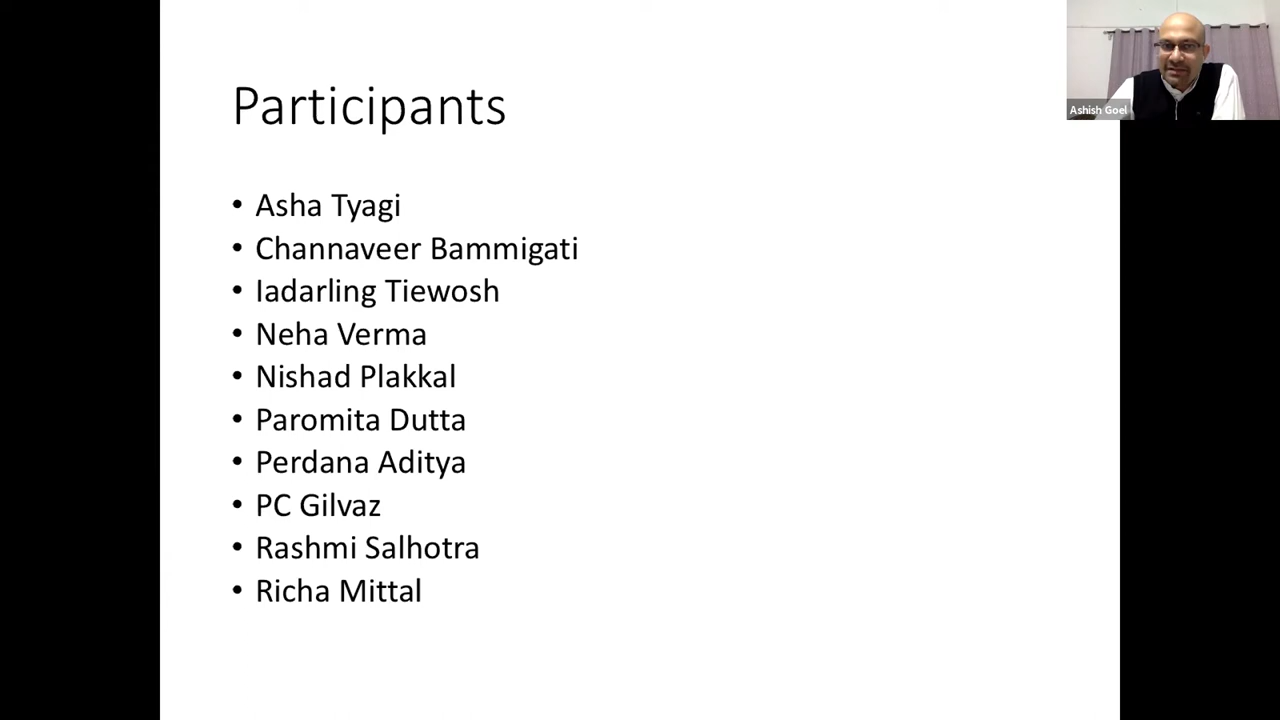 Participants
Ashish Goel
• Asha Tyagi
• Channaveer Bammigati
• Iadarling Tiewosh
• Neha Verma
• Nishad Plakkal
• Paromita Dutta
• Perdana Aditya
• PC Gilvaz
• Rashmi Salhotra
• Richa Mittal